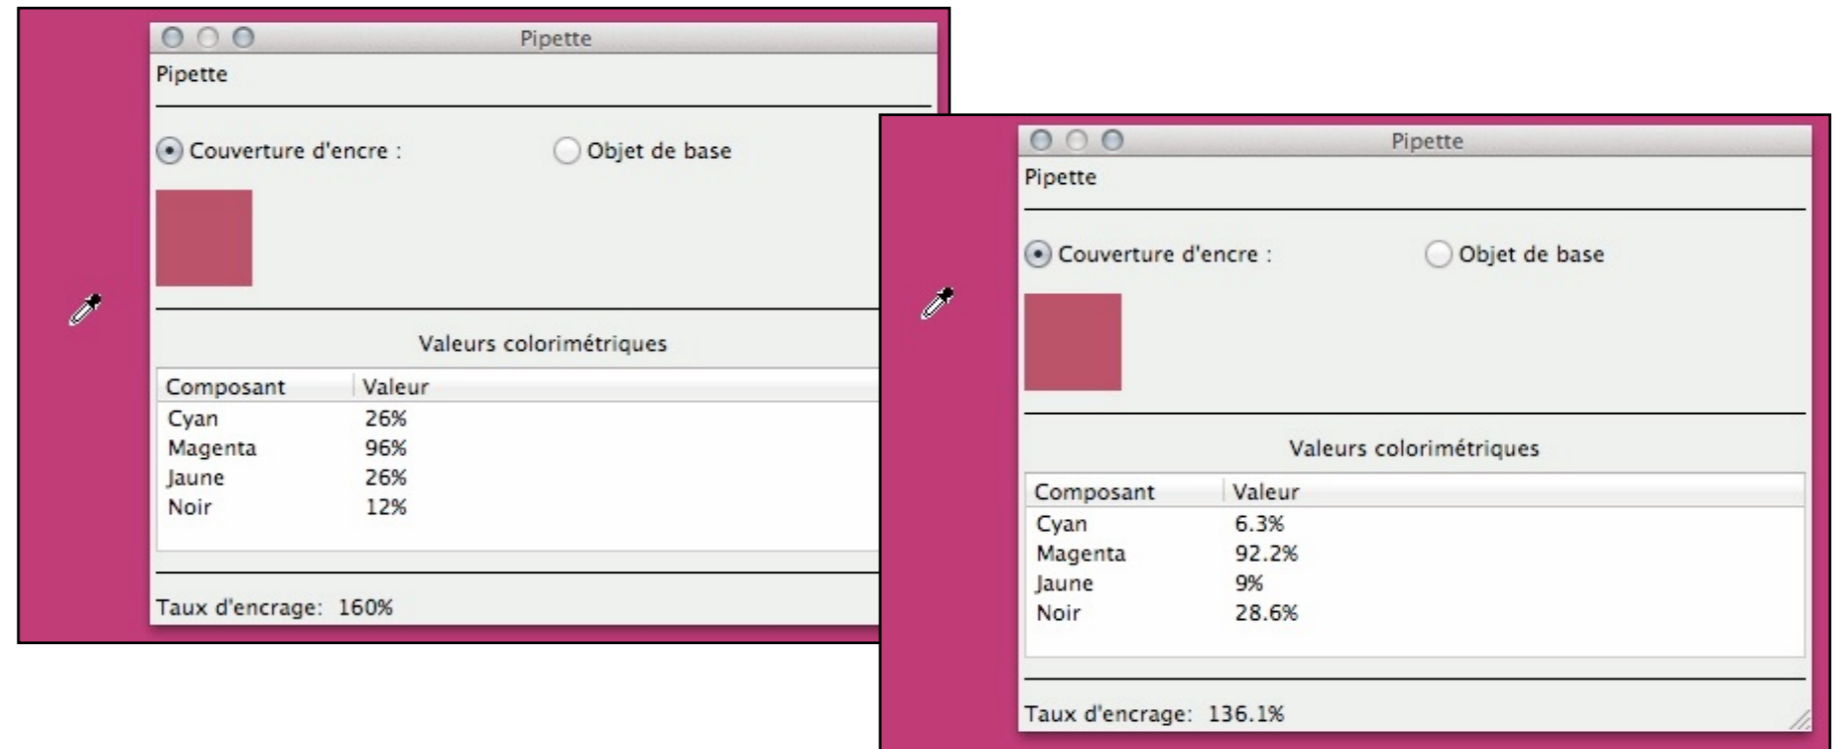 Pipette
Pipette
Couverture d'encre : Objet de base
Valeurs colorimétriques
Composant Valeur
Cyan 26%
Magenta 96%
Jaune 26%
Noir 12%
Taux d'encrage: 160%
Pipette
Pipette
Couverture d'encre : Objet de base
Valeurs colorimétriques
Composant Valeur
Cyan 6.3%
Magenta 92.2%
Jaune 9%
Noir 28.6%
Taux d'encrage: 136.1%